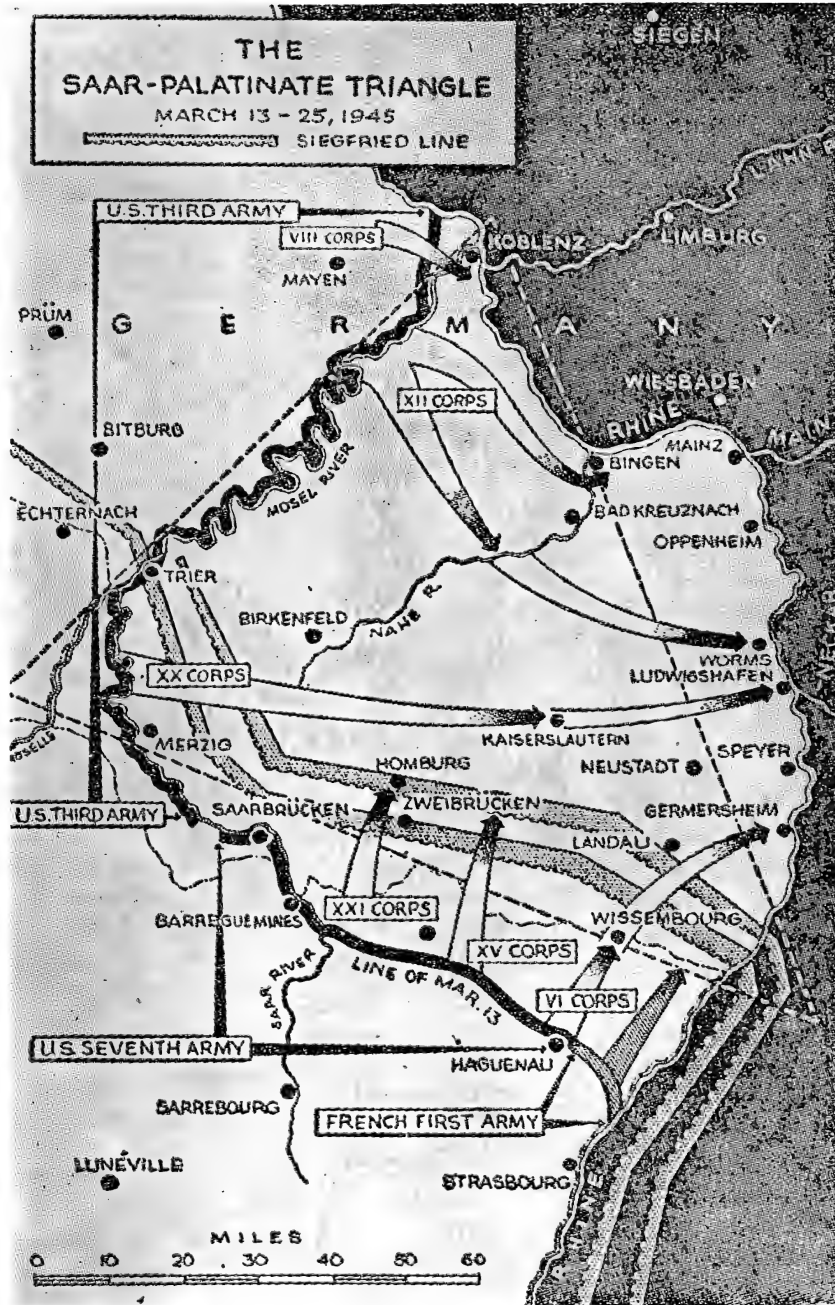 THE
SAAR-PALATINATE TRIANGLE
MARCH 13-25, 1945
SIEGFRIED LINE
SIEGEN
LAHN R.
U.S. THIRD ARMY
VIII CORPS
KOBLENZ
LIMBURG
MAYEN
PRÜM
GERMANY
WIESBADEN
XII CORPS
RHINE
BITBURG
MAINZ
MAIN
BINGEN
MOSEL RIVER
BAD KREUZNACH
ECHTERNACH
OPPENHEIM
TRIER
BIRKENFELD
NAHE R.
WORMS
XX CORPS
LUDWIGSHAFEN
KAISERSLAUTERN
MERZIG
HOMBURG
NEUSTADT
SPEYER
U.S. THIRD ARMY
SAARBRÜCKEN
ZWEIBRÜCKEN
GERMERSHEIM
LANDAU
XXI CORPS
BARREGUEMINES
WISSEMBOURG
XV CORPS
LINE OF MAR. 13
SAAR RIVER
VI CORPS
U.S. SEVENTH ARMY
HAGUENAU
BARREBOURG
FRENCH FIRST ARMY
LUNÉVILLE
STRASBOURG
MILES
0 10 20 30 40 50 60